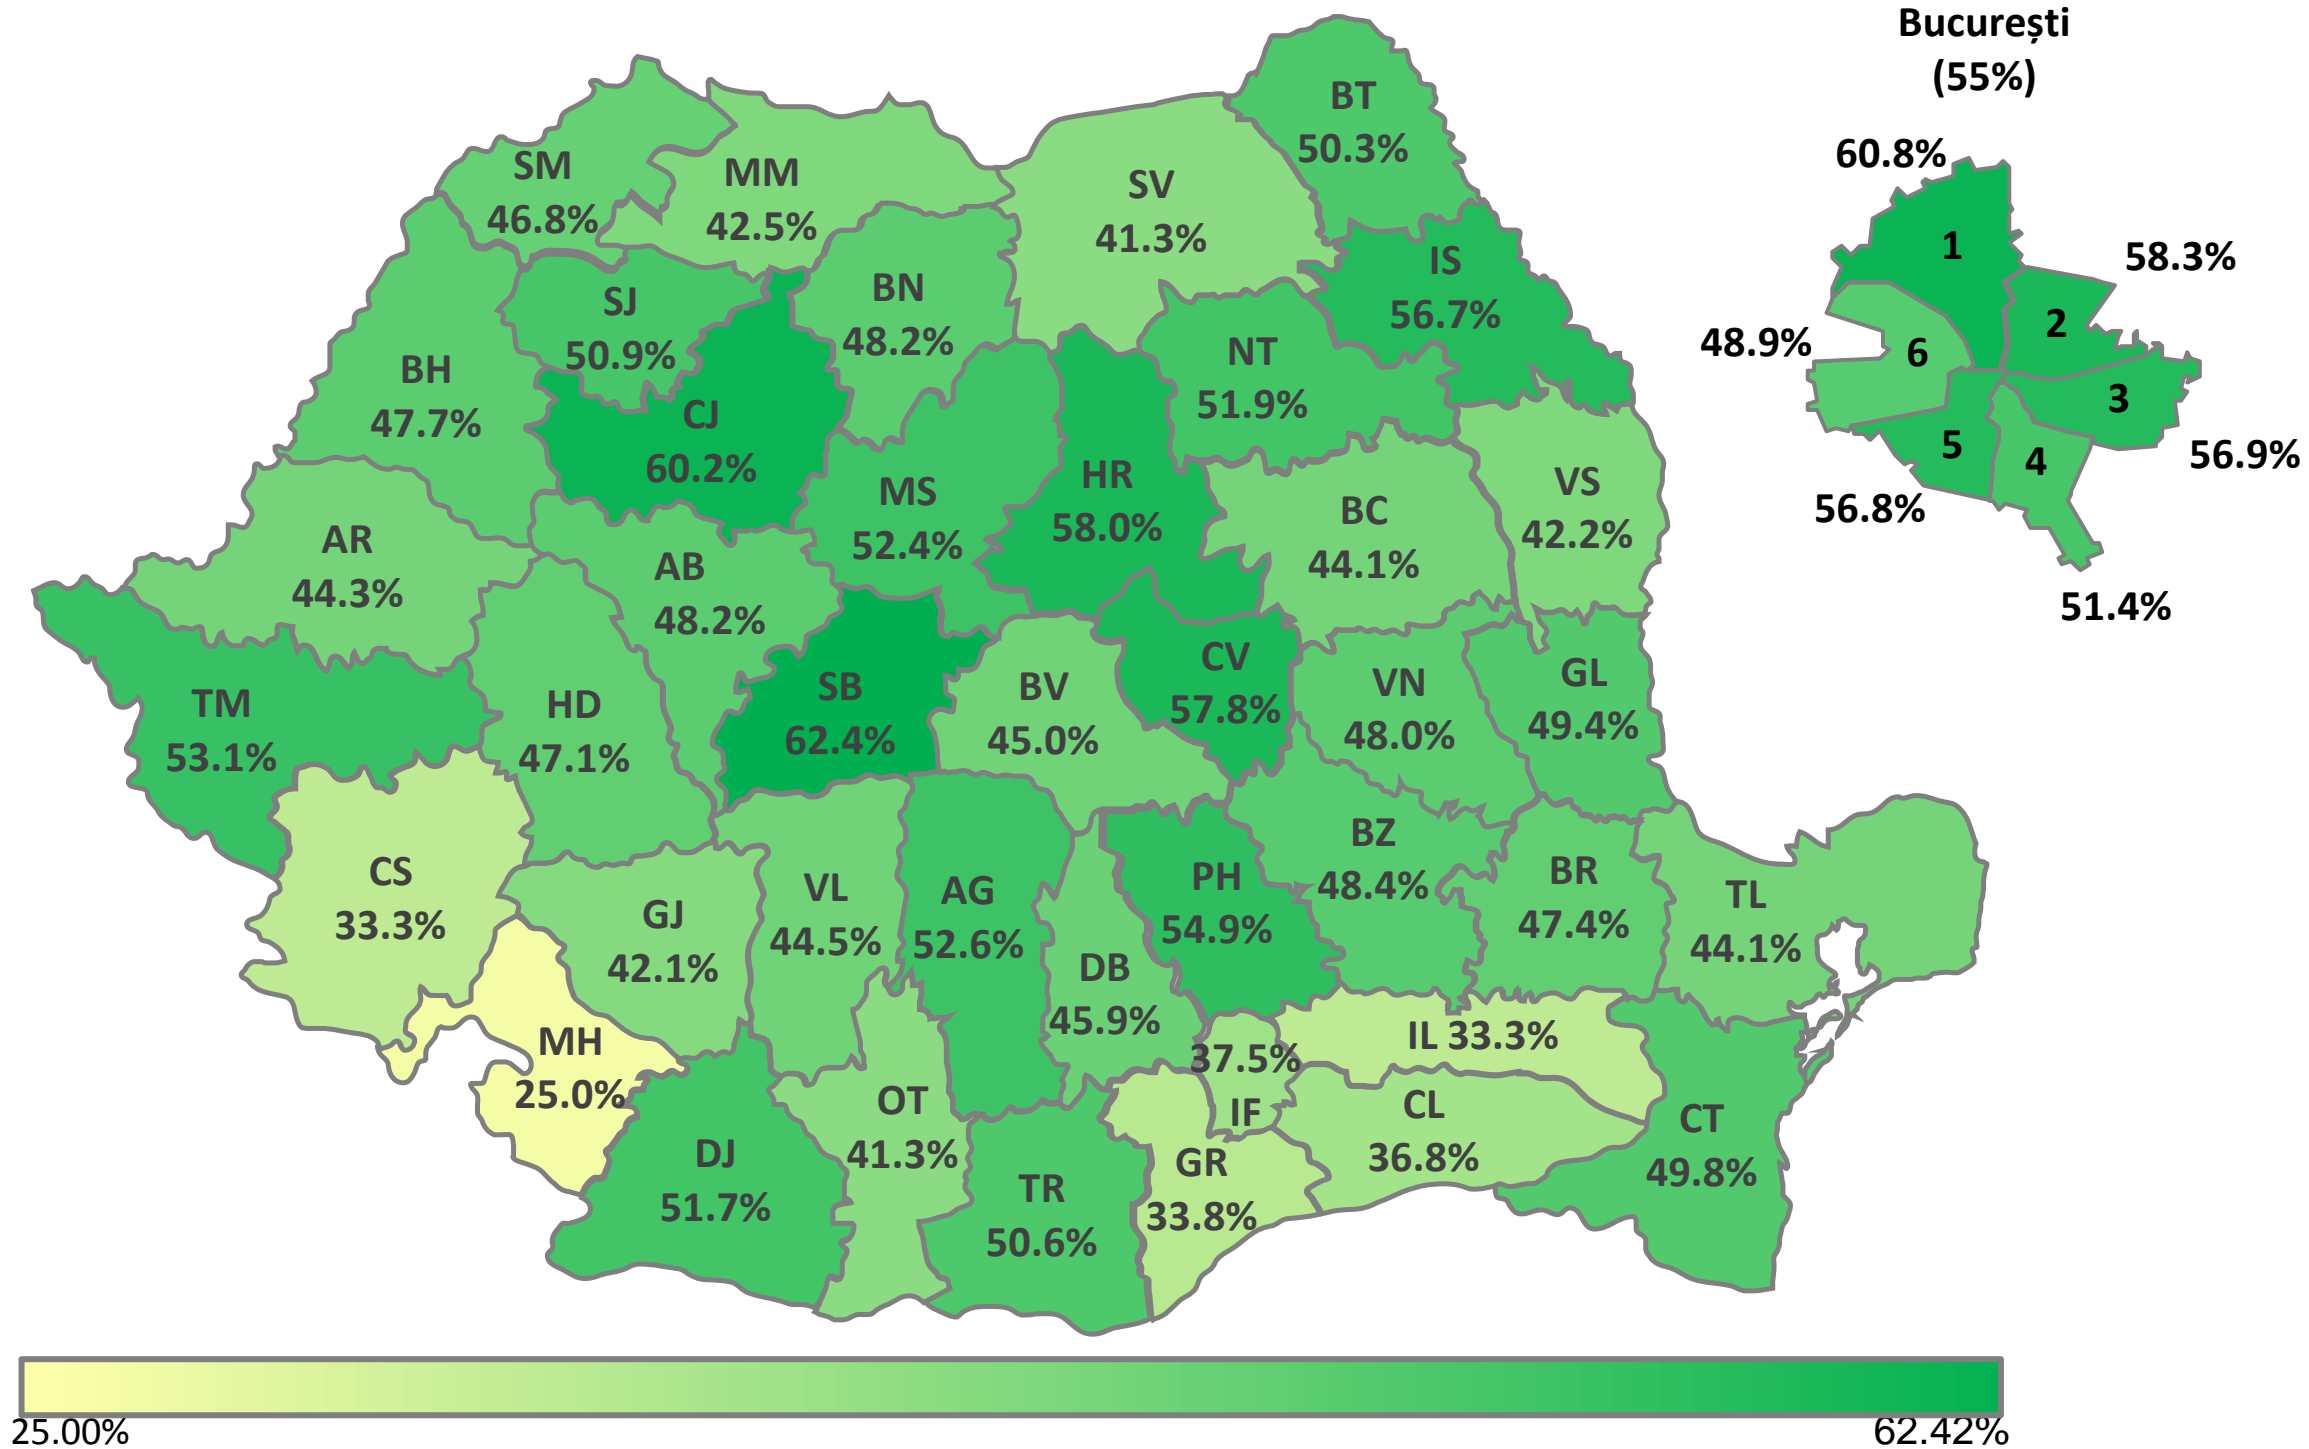 București
(55%)
60.8%
1
58.3%
2
48.9%
6
3
5
4
56.9%
56.8%
51.4%
BT
50.3%
SM
46.8%
MM
42.5%
SV
41.3%
IS
56.7%
BN
48.2%
SJ
50.9%
NT
51.9%
BH
47.7%
CJ
60.2%
HR
58.0%
MS
52.4%
VS
42.2%
BC
44.1%
AR
44.3%
AB
48.2%
CV
57.8%
GL
49.4%
SB
62.4%
BV
45.0%
VN
48.0%
TM
53.1%
HD
47.1%
BZ
48.4%
CS
33.3%
BR
47.4%
PH
54.9%
VL
44.5%
AG
52.6%
TL
44.1%
GJ
42.1%
DB
45.9%
IL 33.3%
MH
25.0%
37.5%
IF
OT
41.3%
CL
36.8%
CT
49.8%
DJ
51.7%
GR
33.8%
TR
50.6%
25.00%
62.42%